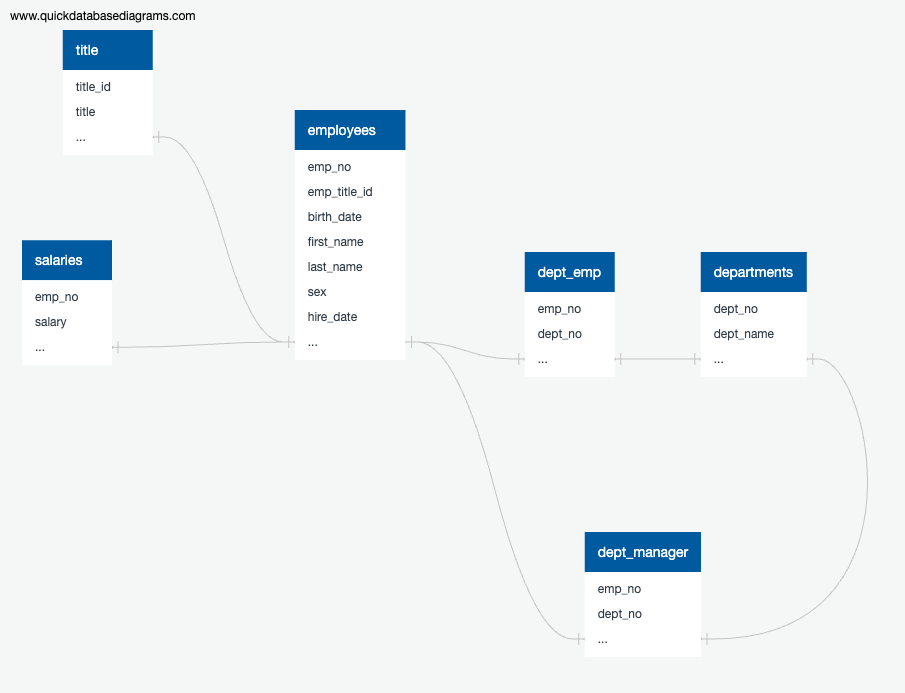 www.quickdatabasediagrams.com
title
title_id
title
...
employees
emp_no
emp_title_id
birth_date
first_name
last_name
sex
hire_date
...
salaries
emp_no
salary
...
dept_emp
emp_no
dept_no
...
departments
dept_no
dept_name
...
dept_manager
emp_no
dept_no
...